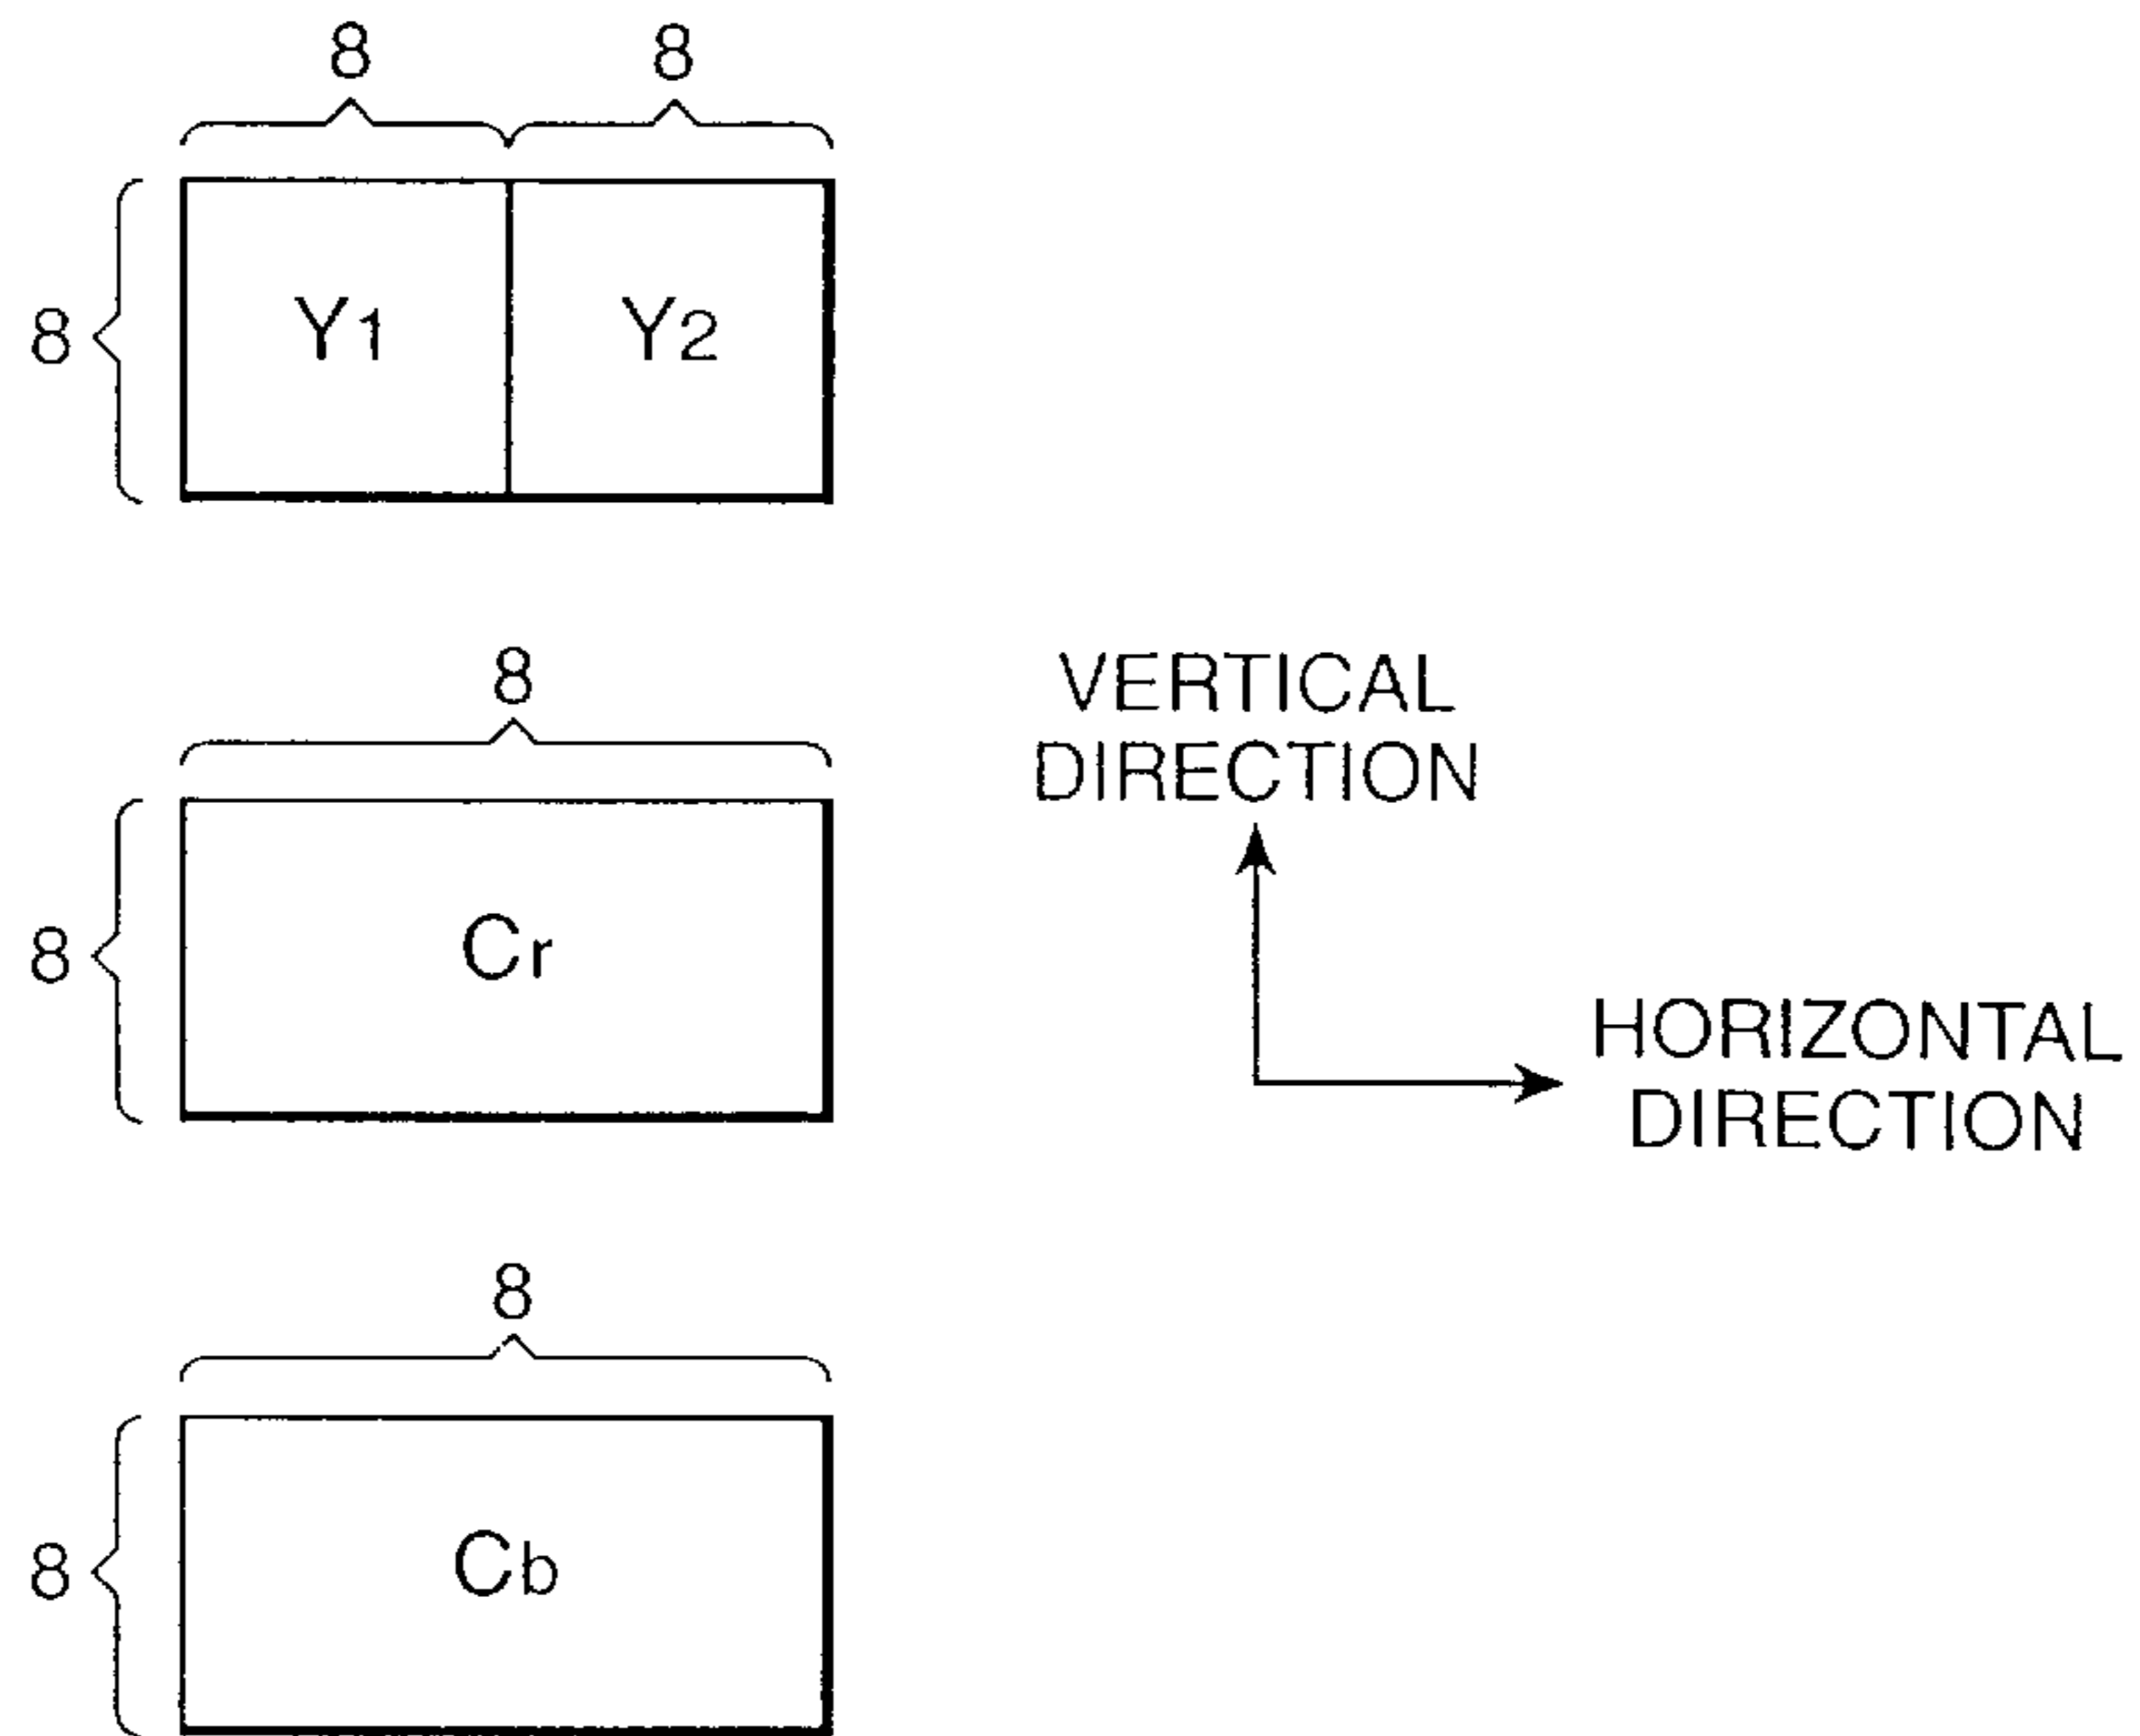 8 8
8
Y1 Y2
8
VERTICAL
DIRECTION
8
Cr
HORIZONTAL
DIRECTION
8
8
Cb